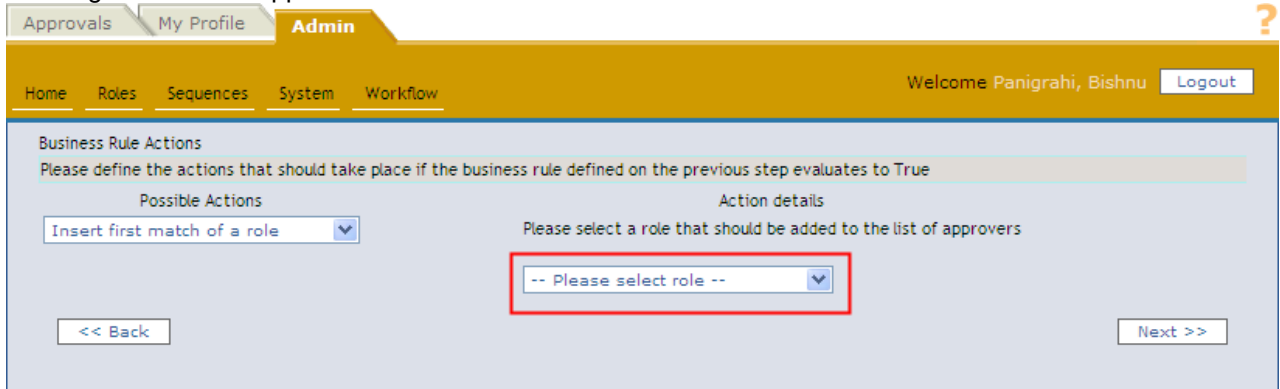 Approvals My Profile Admin ?
Home Roles Sequences System Workflow Welcome Panigrahi, Bishnu Logout
Business Rule Actions
Please define the actions that should take place if the business rule defined on the previous step evaluates to True
Possible Actions Action details
Insert first match of a role Please select a role that should be added to the list of approvers
-- Please select role --
<< Back Next >>